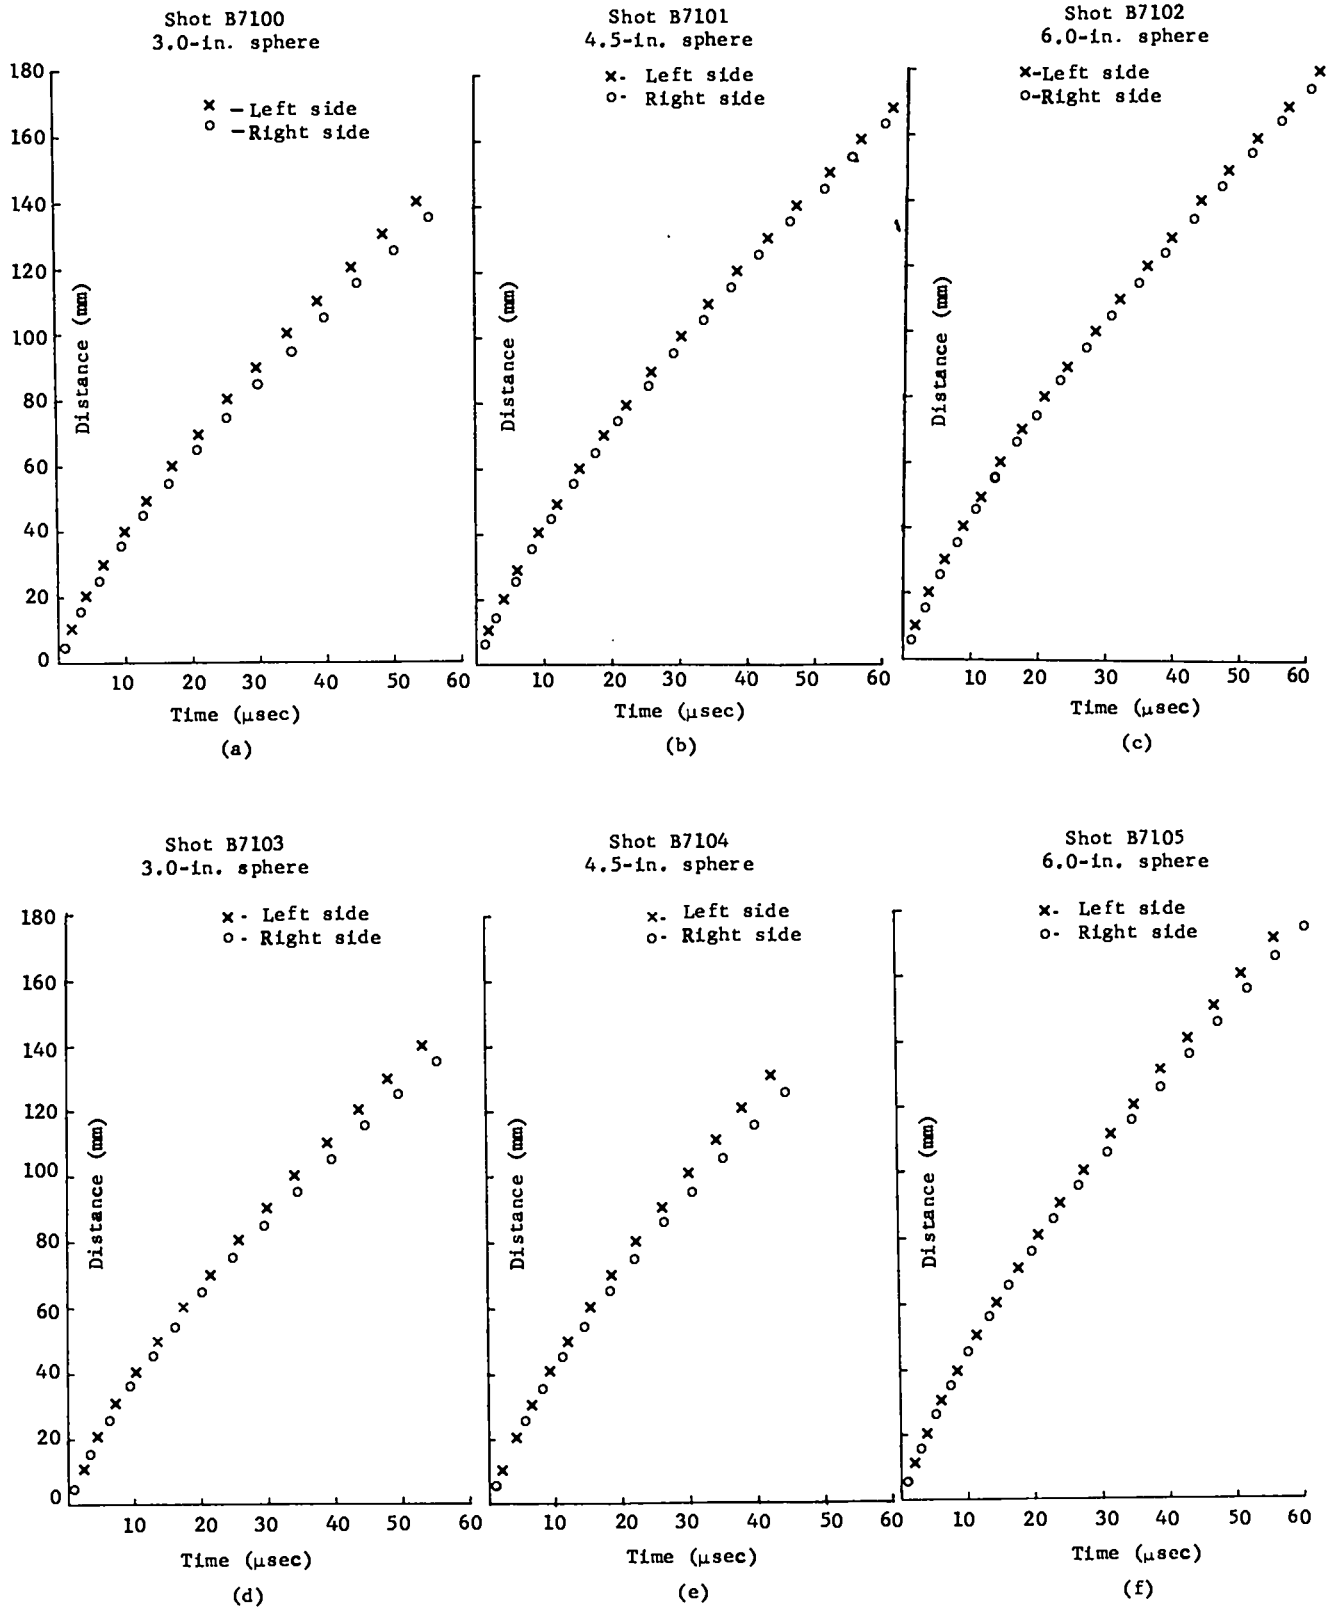 Shot B7100
3.0-in. sphere
180
160
140
120
100
80
60
40
20
0
Distance (mm)
x - Left side
o - Right side
10 20 30 40 50 60
Time (μsec)
(a)
Shot B7101
4.5-in. sphere
x- Left side
o- Right side
Distance (mm)
10 20 30 40 50 60
Time (μsec)
(b)
Shot B7102
6.0-in. sphere
x-Left side
o-Right side
Distance (mm)
10 20 30 40 50 60
Time (μsec)
(c)
Shot B7103
3.0-in. sphere
x - Left side
o - Right side
180
160
140
120
100
80
60
40
20
0
Distance (mm)
10 20 30 40 50 60
Time (μsec)
(d)
Shot B7104
4.5-in. sphere
x- Left side
o- Right side
Distance (mm)
10 20 30 40 50 60
Time (μsec)
(e)
Shot B7105
6.0-in. sphere
x- Left side
o- Right side
Distance (mm)
10 20 30 40 50 60
Time (μsec)
(f)